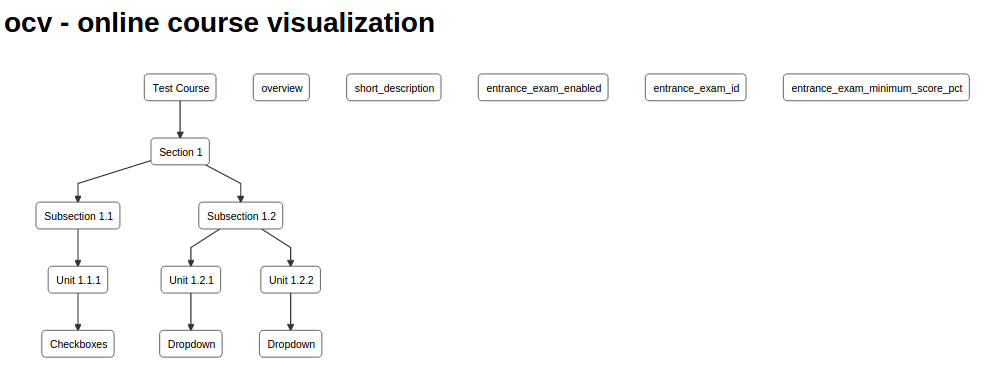 ocv - online course visualization
Test Course
overview
short_description
entrance_exam_enabled
entrance_exam_id
entrance_exam_minimum_score_pct
Section 1
Subsection 1.1
Subsection 1.2
Unit 1.1.1
Unit 1.2.1
Unit 1.2.2
Checkboxes
Dropdown
Dropdown